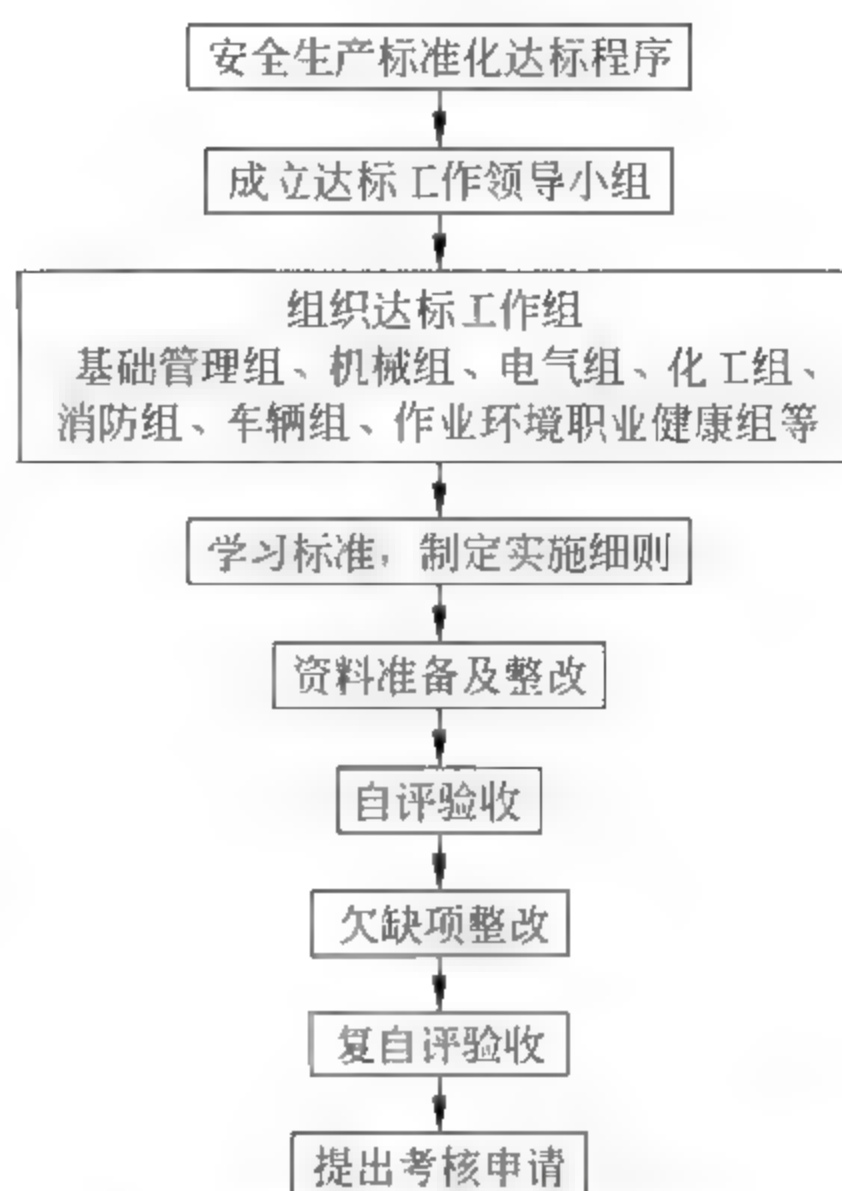 安全生产标准化达标程序
成立达标工作领导小组
组织达标工作组
基础管理组、机械组、电气组、化工组、
消防组、车辆组、作业环境职业健康组等
学习标准，制定实施细则
资料准备及整改
自评验收
欠缺项整改
复自评验收
提出考核申请